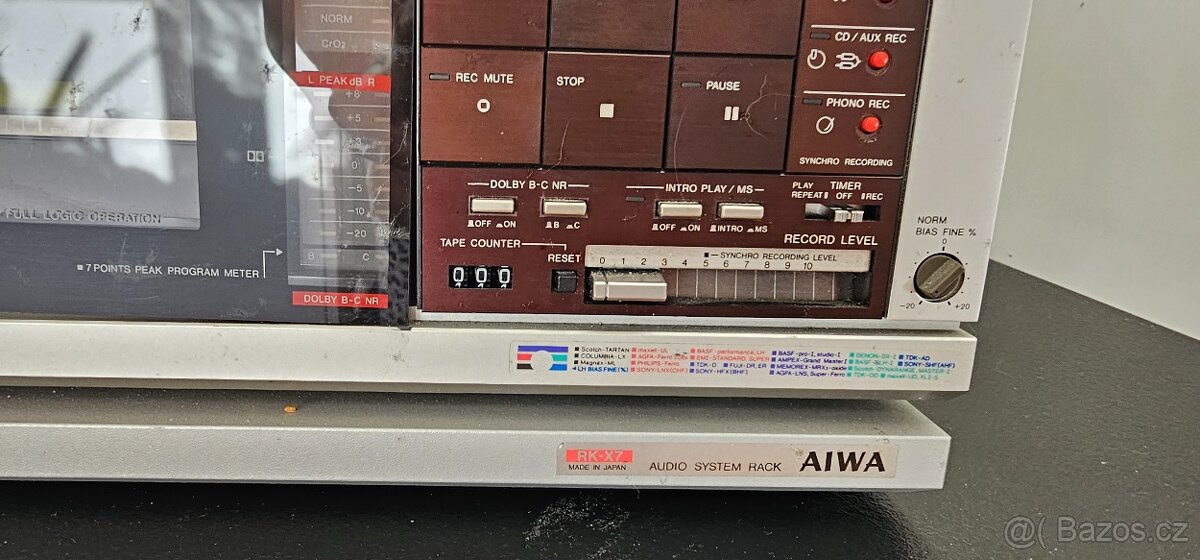 NORM
CrO2
L PEAK dB R
+8
+5
+3
0
-5
-10
-20
B C
DOLBY B-C NR
FULL LOGIC OPERATION
■ 7 POINTS PEAK PROGRAM METER
REC MUTE
STOP
PAUSE
CD/AUX REC
PHONO REC
SYNCHRO RECORDING
DOLBY B-C NR
OFF ON
B C
INTRO PLAY/MS
OFF ON
INTRO MS
PLAY TIMER
REPEAT OFF REC
TAPE COUNTER
RESET
000
RECORD LEVEL
■—SYNCHRO RECORDING LEVEL
0 1 2 3 4 5 6 7 8 9 10
NORM
BIAS FINE %
0
-20 +20
Scotch-TARTAN
COLUMBIA-LX
Magnax-ML
LH BIAS FINE(%)
maxell-UL
PHILIPS-Ferro
SONY-LNX(CHF)
BASF-performance, LH
EMI-STANDARD, SUPER
TDK-D FUJI-DR, ER
SONY-HFX(BHF)
BASF-pro-I, studio-I
AMPEX-Grand Master I
MEMOREX-MRX3-oxide
AGFA-LNS, Super-Ferro
DENON-DX-I
BASF-BLH-I
Scotch-DYNARANGE, MASTER-I
TDK-OD maxell-UD, XLI-S
TDK-AD
SONY-SHF(AHF)
RK-X7
MADE IN JAPAN
AUDIO SYSTEM RACK AIWA
@( Bazos.cz